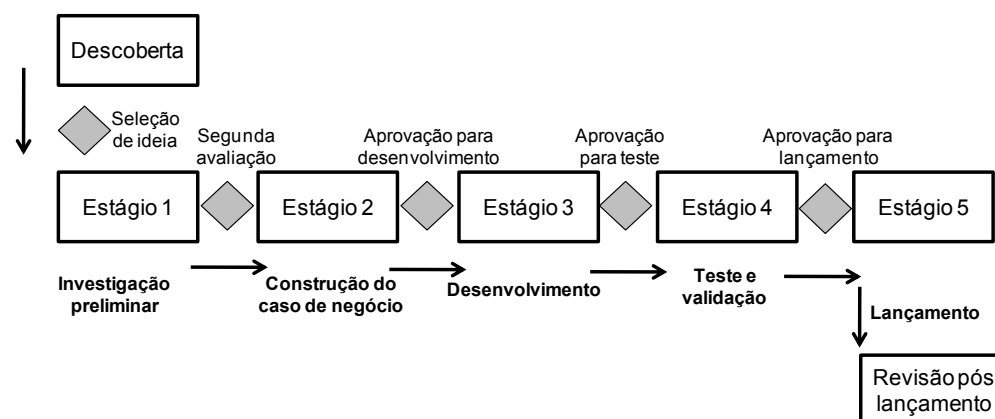 Descoberta
Seleção
de ideia
Segunda
avaliação
Aprovação para
desenvolvimento
Aprovação
para teste
Aprovação para
lançamento
Estágio 1
Estágio 2
Estágio 3
Estágio 4
Estágio 5
Investigação
preliminar
Construção do
caso de negócio
Desenvolvimento
Teste e
validação
Lançamento
Revisão pós
lançamento